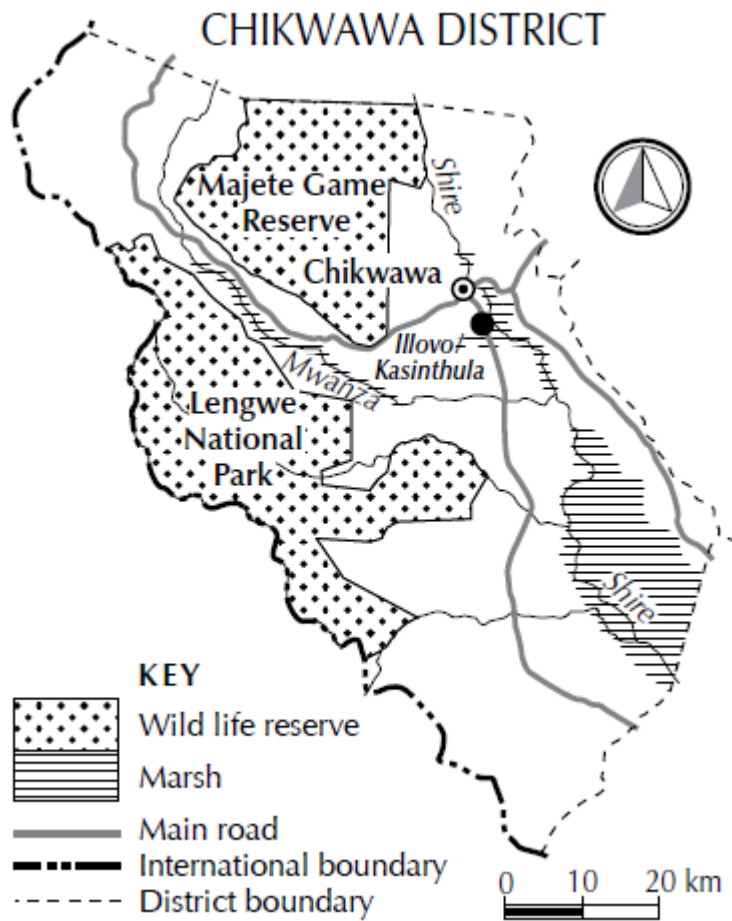 CHIKWAWA DISTRICT
Majete Game
Reserve
Shire
Chikwawa
Illovo/
Kasinthula
Mwanza
Lengwe
National
Park
Shire
KEY
Wild life reserve
Marsh
Main road
International boundary
District boundary
0 10 20 km